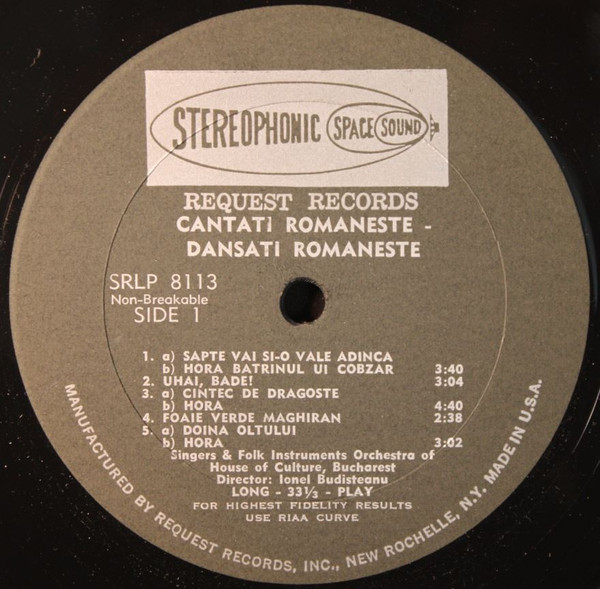 STEREOPHONIC SPACE SOUND
REQUEST RECORDS
CANTATI ROMANESTE -
DANSATI ROMANESTE
SRLP 8113
Non-Breakable
SIDE 1
1. a) SAPTE VAI SI-O VALE ADINCA
b) HORA BATRINUL UI COBZAR 3:40
2. UHAI, BADE! 3:04
3. a) CINTEC DE DRAGOSTE
b) HORA 4:40
4. FOAIE VERDE MAGHIRAN 2:38
5. a) DOINA OLTULUI
b) HORA 3:02
Singers & Folk Instruments Orchestra of
House of Culture, Bucharest
Director: Ionel Budisteanu
LONG - 33⅓ - PLAY
FOR HIGHEST FIDELITY RESULTS
USE RIAA CURVE
MANUFACTURED BY REQUEST RECORDS, INC., NEW ROCHELLE, N.Y. MADE IN U.S.A.